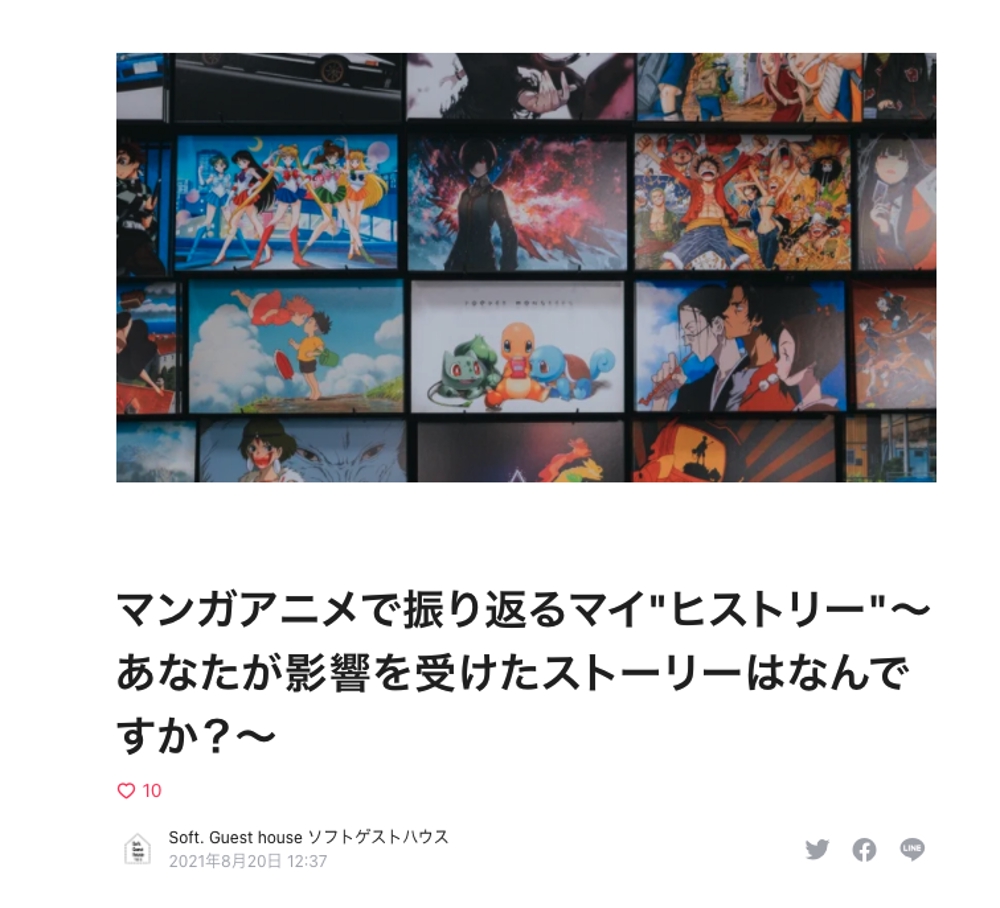 マンガアニメで振り返るマイ"ヒストリー"〜
あなたが影響を受けたストーリーはなんで
すか？〜
10
Soft. Guest house ソフトゲストハウス
2021年8月20日 12:37
LINE